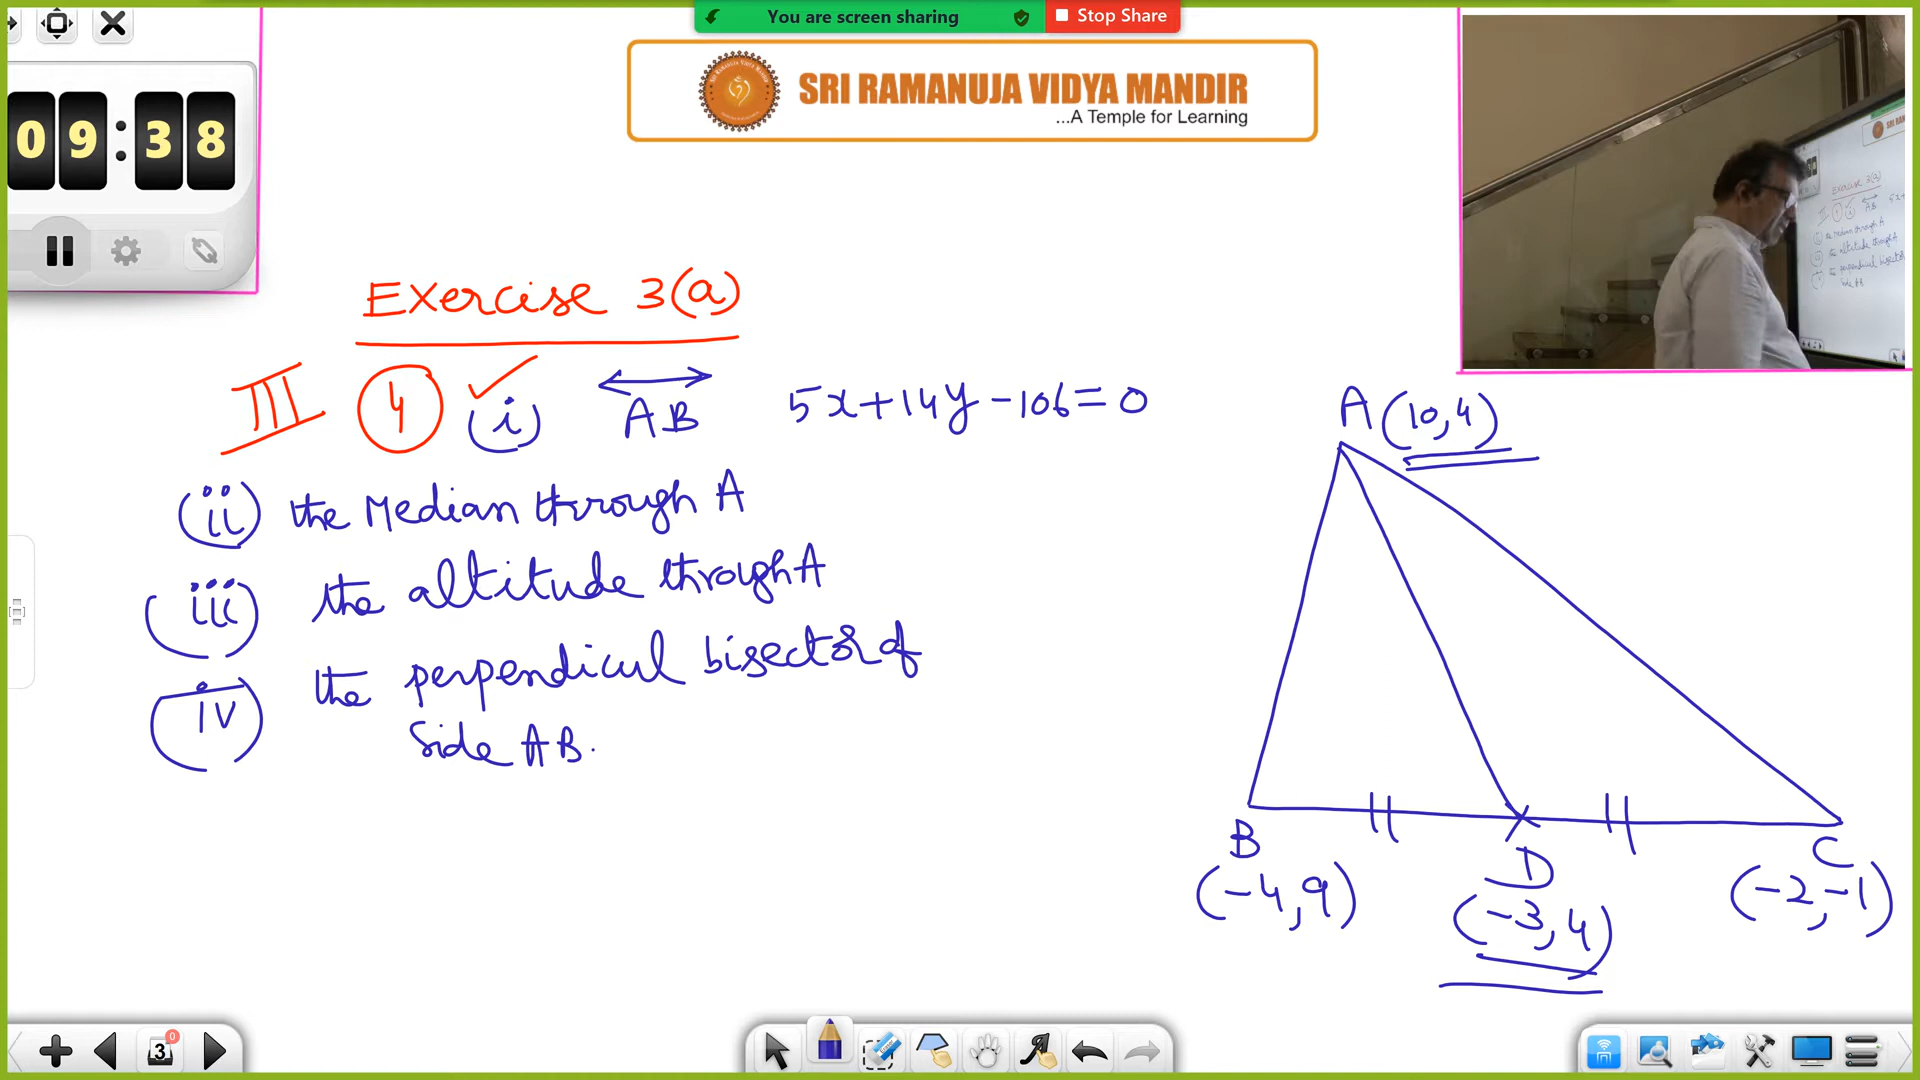 You are screen sharing
Stop Share
SRI RAMANUJA VIDYA MANDIR
...A Temple for Learning
09:38
Exercise 3(a)
III 4 (i) AB 5x+14y-106=0
(ii) the Median through A
(iii) the altitude through A
(iv) the perpendicul bisector of
side AB.
A (10,4)
B
D
C
(-4,9)
(-3,4)
(-2,-1)
3
0